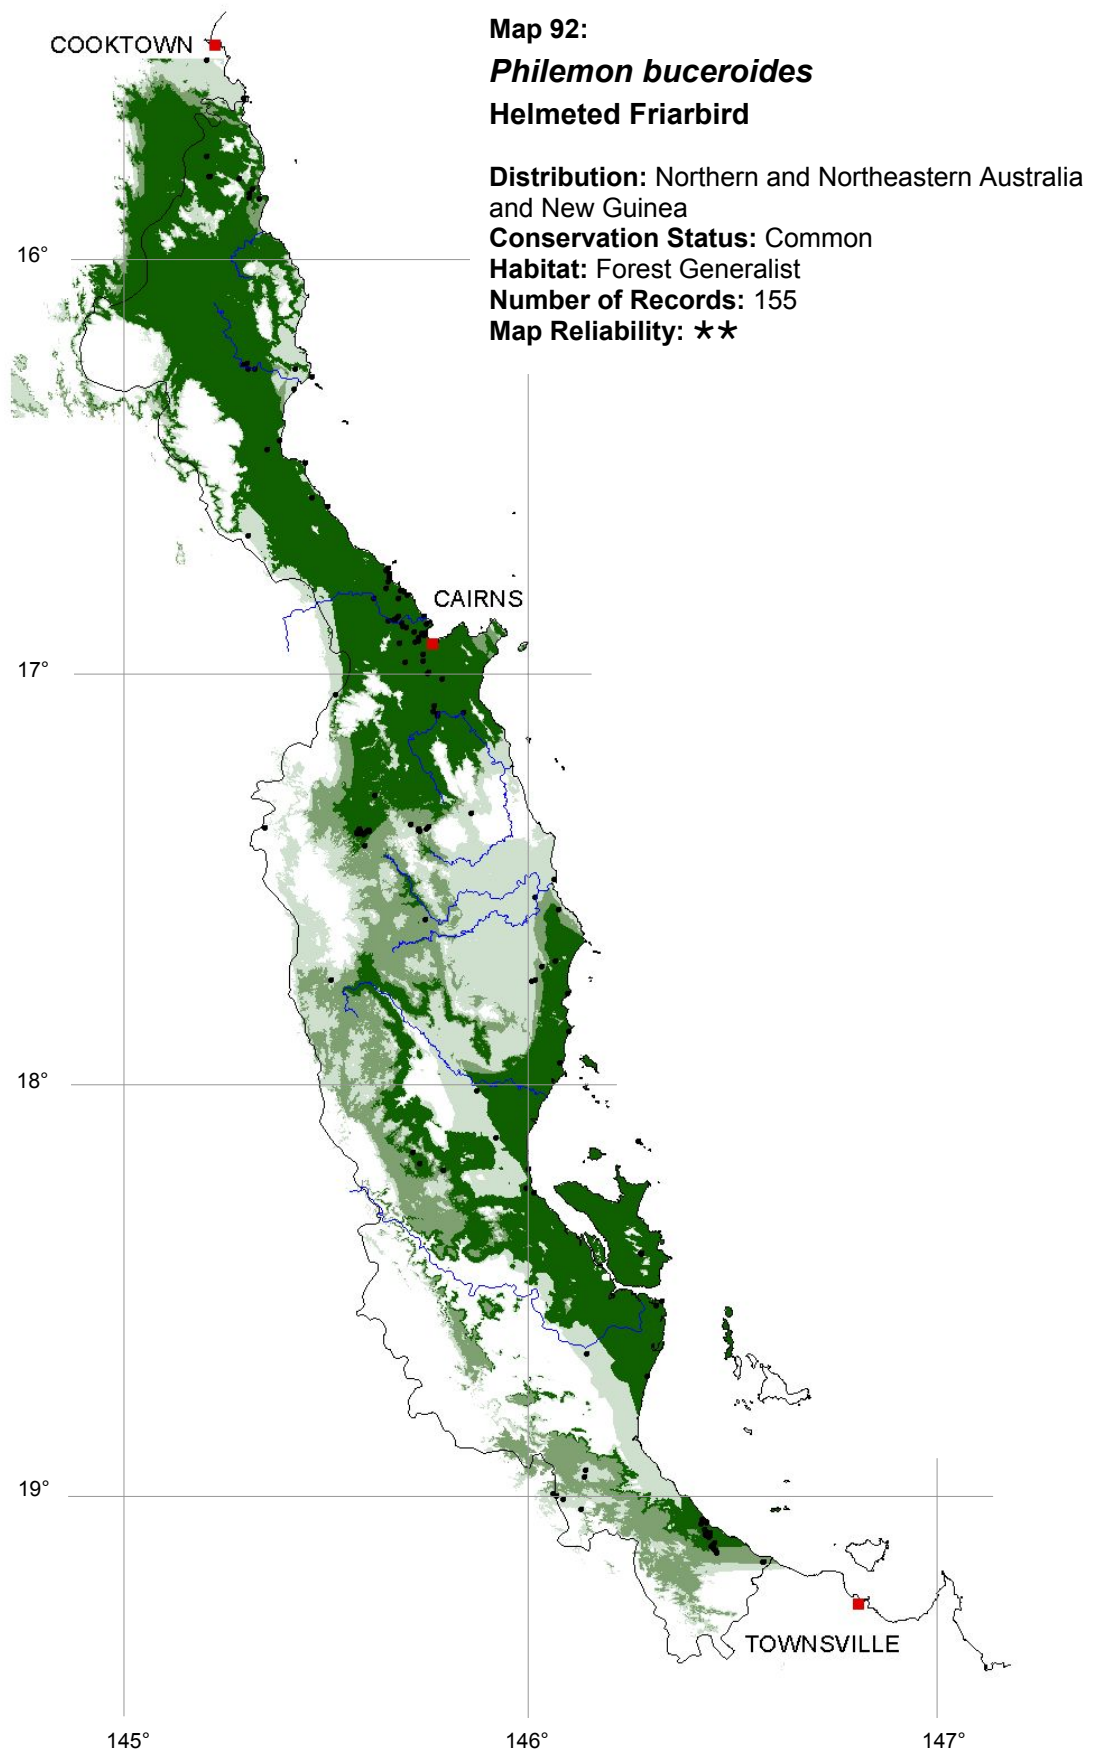 Map 92:
Philemon buceroides
Helmeted Friarbird
Distribution: Northern and Northeastern Australia
and New Guinea
Conservation Status: Common
Habitat: Forest Generalist
Number of Records: 155
Map Reliability: **
COOKTOWN
16°
CAIRNS
17°
18°
19°
TOWNSVILLE
145°
146°
147°